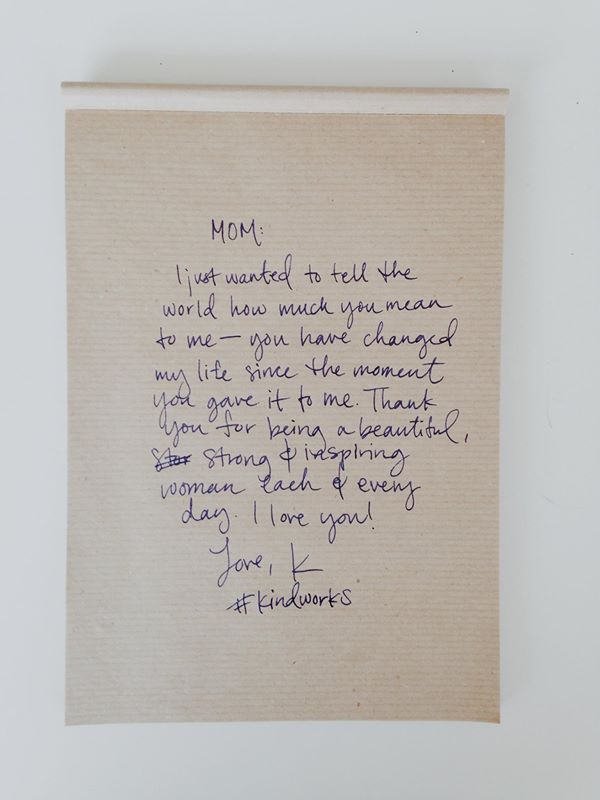 MOM:
I just wanted to tell the
world how much you mean
to me — you have changed
my life since the moment
you gave it to me. Thank
you for being a beautiful,
strong & inspiring
woman each & every
day. I love you!
Love, K
#kindworks